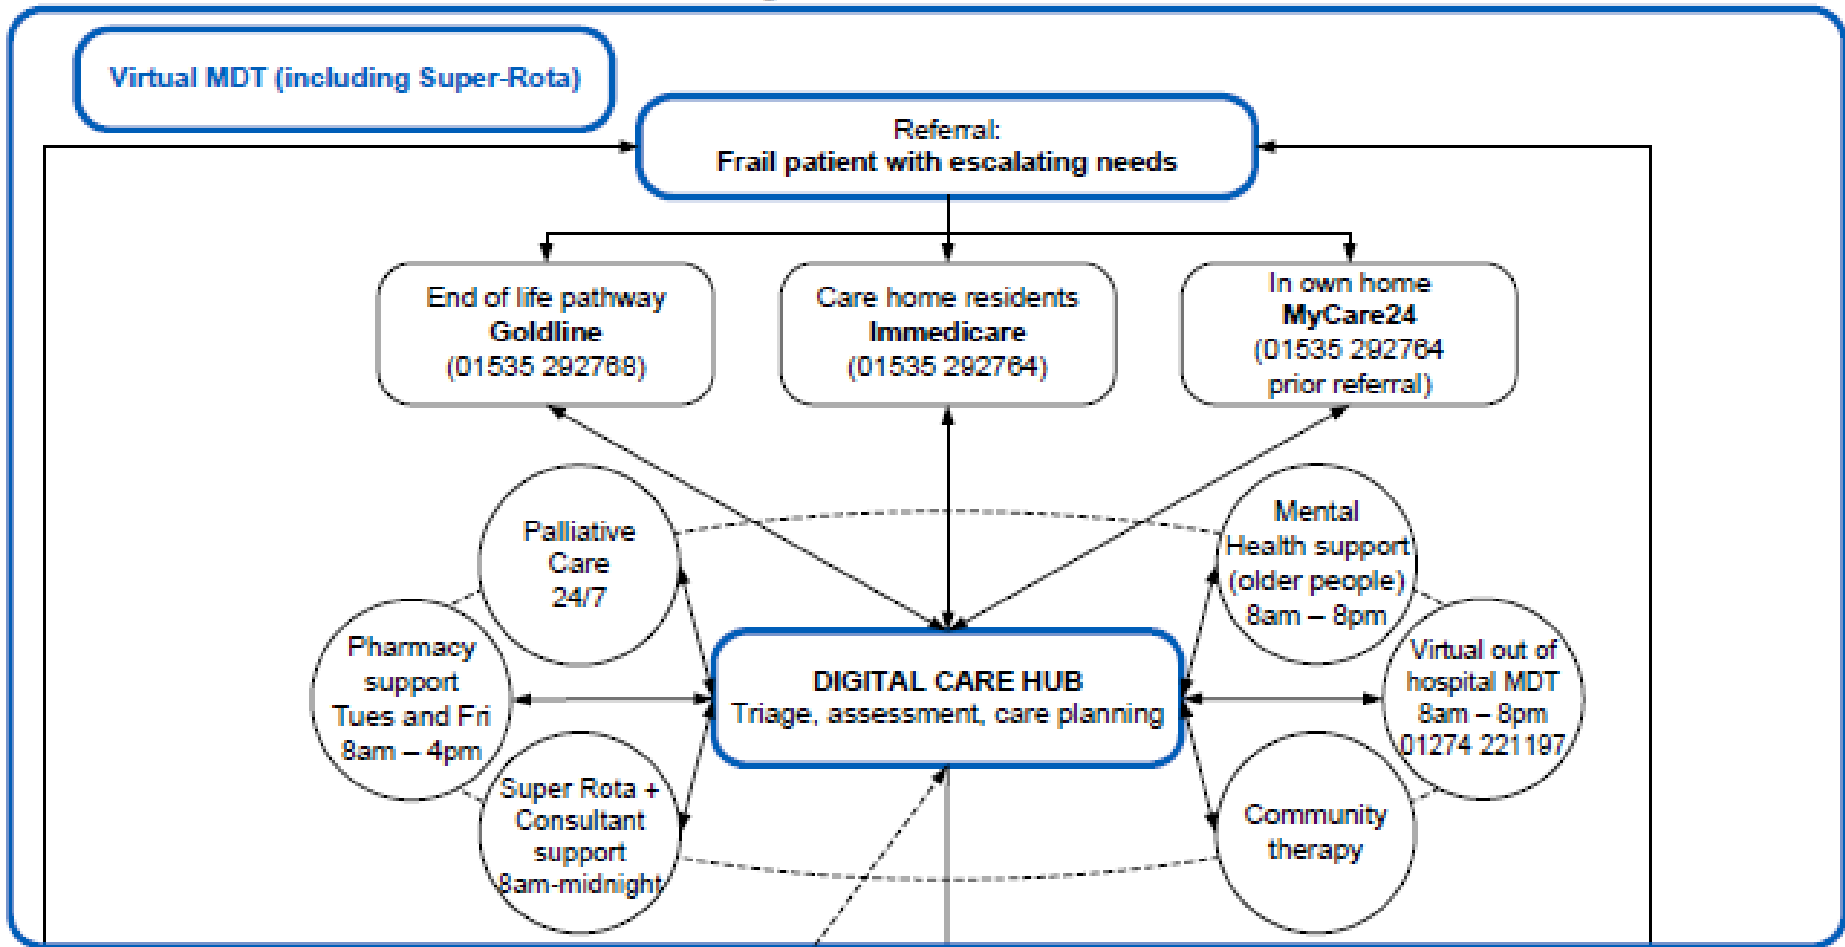 Virtual MDT (including Super-Rota)
Referral:
Frail patient with escalating needs
End of life pathway
Goldline
(01535 292768)
Care home residents
Immedicare
(01535 292764)
In own home
MyCare24
(01535 292764
prior referral)
Palliative
Care
24/7
Mental
Health support
(older people)
8am – 8pm
Pharmacy
support
Tues and Fri
8am – 4pm
DIGITAL CARE HUB
Triage, assessment, care planning
Virtual out of
hospital MDT
8am – 8pm
01274 221197
Super Rota +
Consultant
support
8am-midnight
Community
therapy